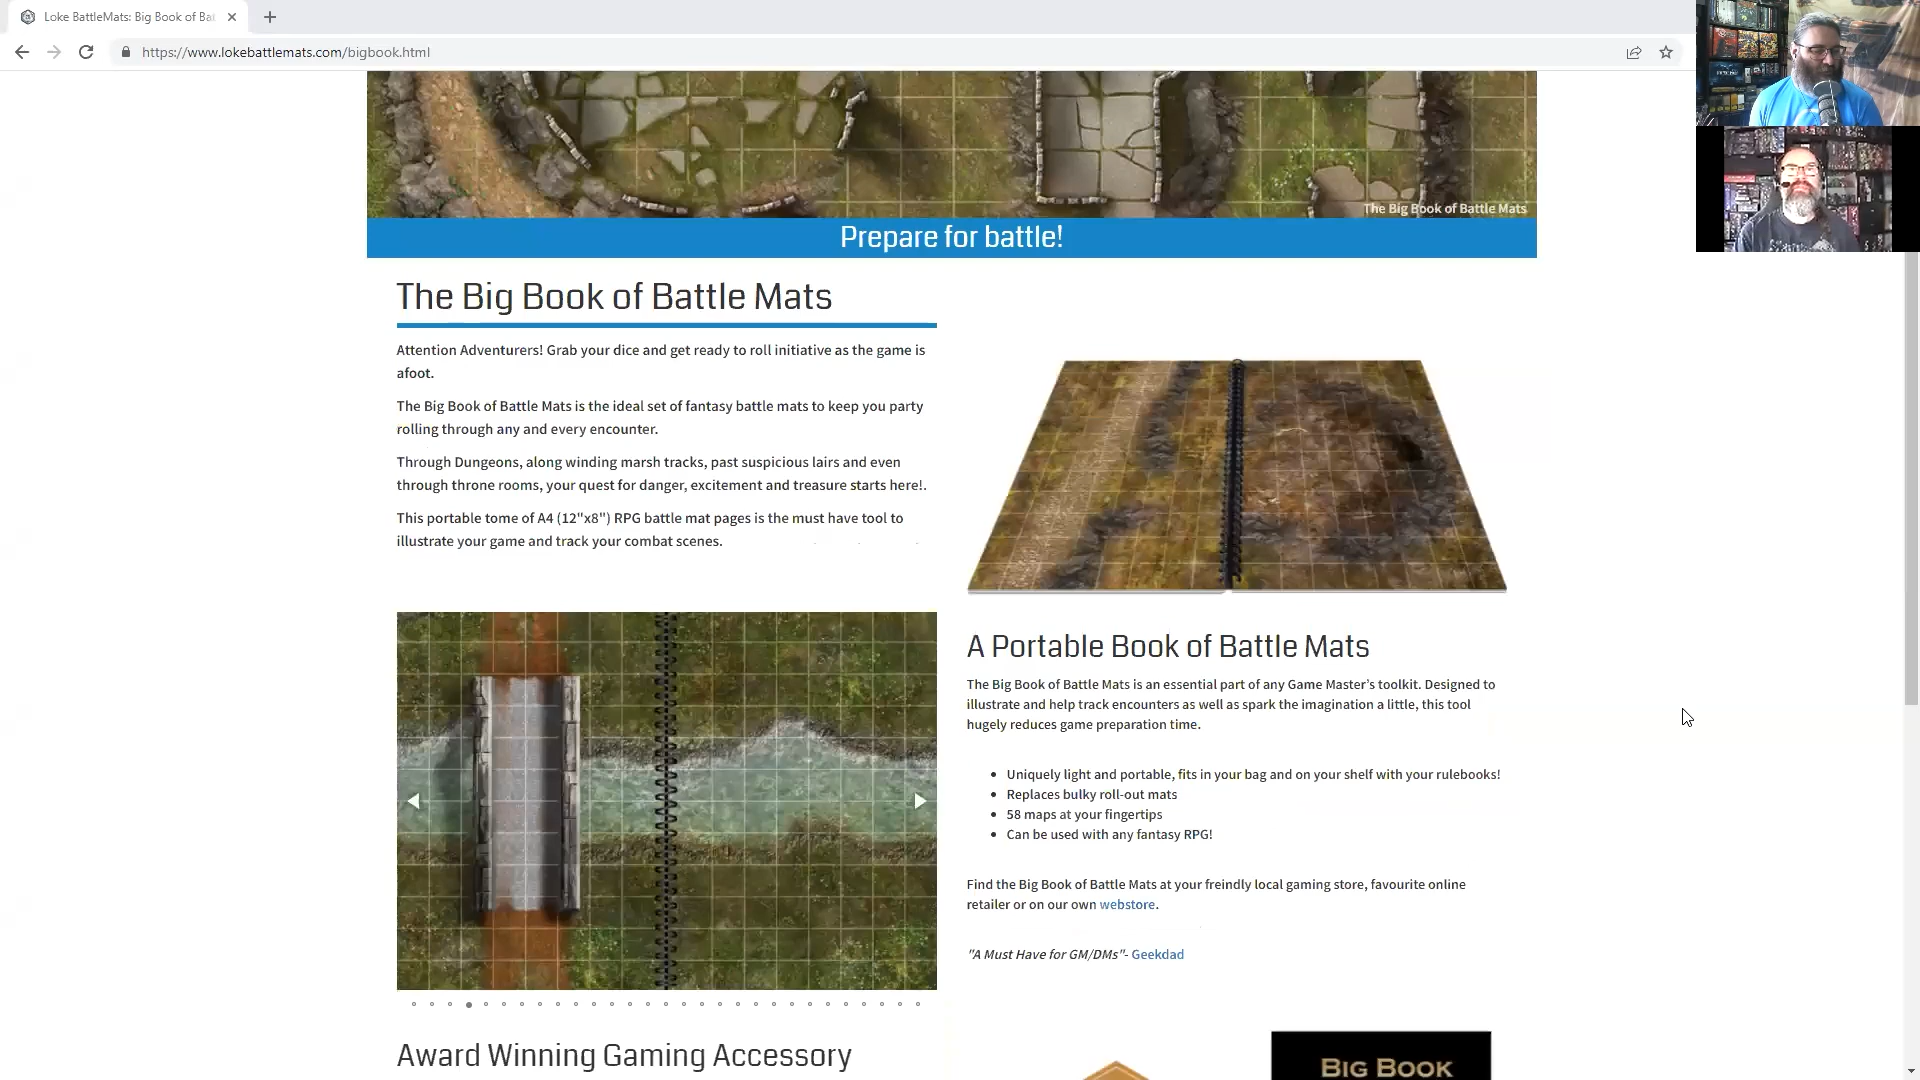 Loke BattleMats: Big Book of Ba
https://www.lokebattlemats.com/bigbook.html
The Big Book of Battle Mats
Prepare for battle!
The Big Book of Battle Mats
Attention Adventurers! Grab your dice and get ready to roll initiative as the game is
afoot.
The Big Book of Battle Mats is the ideal set of fantasy battle mats to keep you party
rolling through any and every encounter.
Through Dungeons, along winding marsh tracks, past suspicious lairs and even
through throne rooms, your quest for danger, excitement and treasure starts here!.
This portable tome of A4 (12"x8") RPG battle mat pages is the must have tool to
illustrate your game and track your combat scenes.
A Portable Book of Battle Mats
The Big Book of Battle Mats is an essential part of any Game Master’s toolkit. Designed to
illustrate and help track encounters as well as spark the imagination a little, this tool
hugely reduces game preparation time.
Uniquely light and portable, fits in your bag and on your shelf with your rulebooks!
Replaces bulky roll-out mats
58 maps at your fingertips
Can be used with any fantasy RPG!
Find the Big Book of Battle Mats at your freindly local gaming store, favourite online
retailer or on our own webstore.
"A Must Have for GM/DMs"- Geekdad
Award Winning Gaming Accessory
BIG BOOK